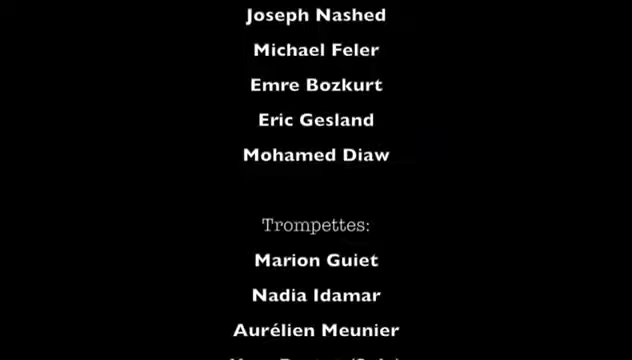 Joseph Nashed
Michael Feler
Emre Bozkurt
Eric Gesland
Mohamed Diaw
Trompettes:
Marion Guiet
Nadia Idamar
Aurélien Meunier